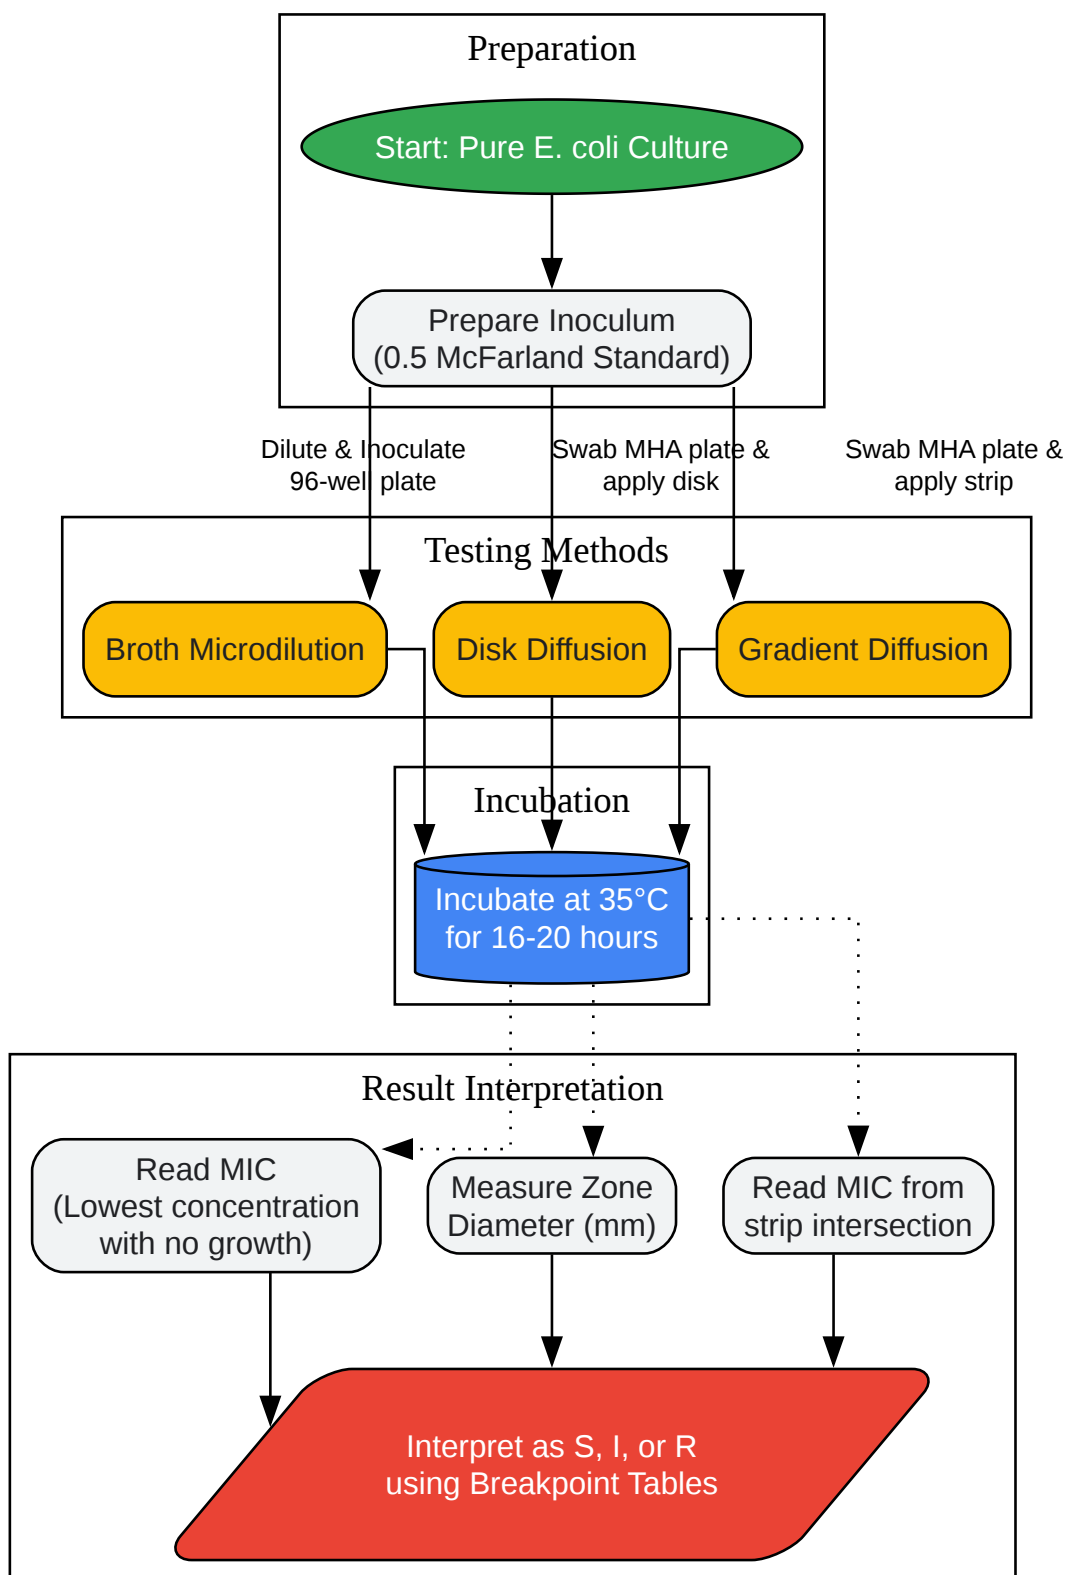 Preparation
Start: Pure E. coli Culture
Prepare Inoculum
(0.5 McFarland Standard)
Dilute & Inoculate
96-well plate
Swab MHA plate &
apply disk
Swab MHA plate &
apply strip
Testing Methods
Broth Microdilution
Disk Diffusion
Gradient Diffusion
Incubation
Incubate at 35°C
for 16-20 hours
Result Interpretation
Read MIC
(Lowest concentration
with no growth)
Measure Zone
Diameter (mm)
Read MIC from
strip intersection
Interpret as S, I, or R
using Breakpoint Tables